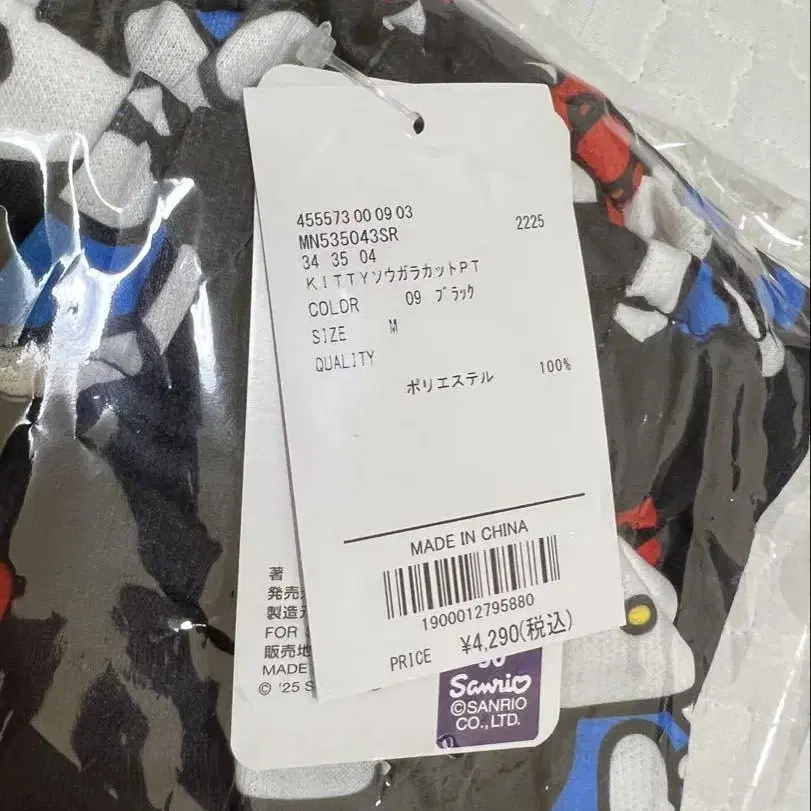 455573 00 09 03
2225
MN535043SR
34 35 04
KITTYソウガラカットPT
COLOR 09 ブラック
SIZE M
QUALITY
ポリエステル 100%
MADE IN CHINA
1900012795880
PRICE ¥4,290(税込)
著
発売
製造
FOR
販売地
MADE
© '25 S
Sanrio
©SANRIO
CO.,LTD.